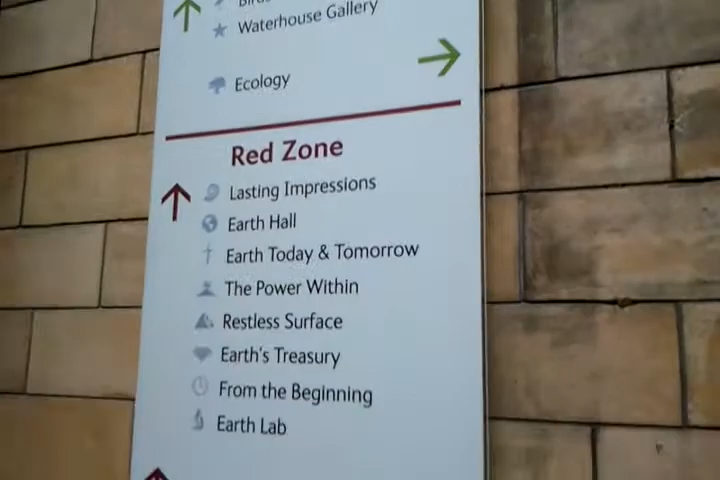 Birds
Waterhouse Gallery
Ecology
Red Zone
Lasting Impressions
Earth Hall
Earth Today & Tomorrow
The Power Within
Restless Surface
Earth's Treasury
From the Beginning
Earth Lab